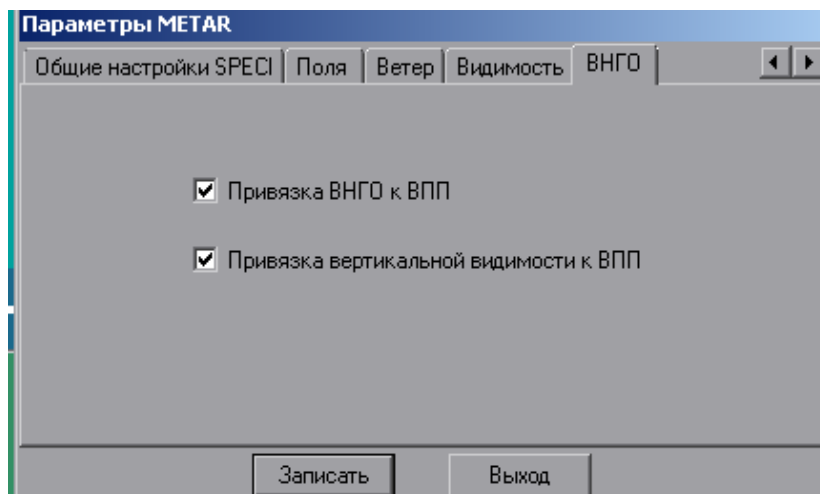 Параметры METAR
Общие настройки SPECI Поля Ветер Видимость ВНГО
Привязка ВНГО к ВПП
Привязка вертикальной видимости к ВПП
Записать Выход